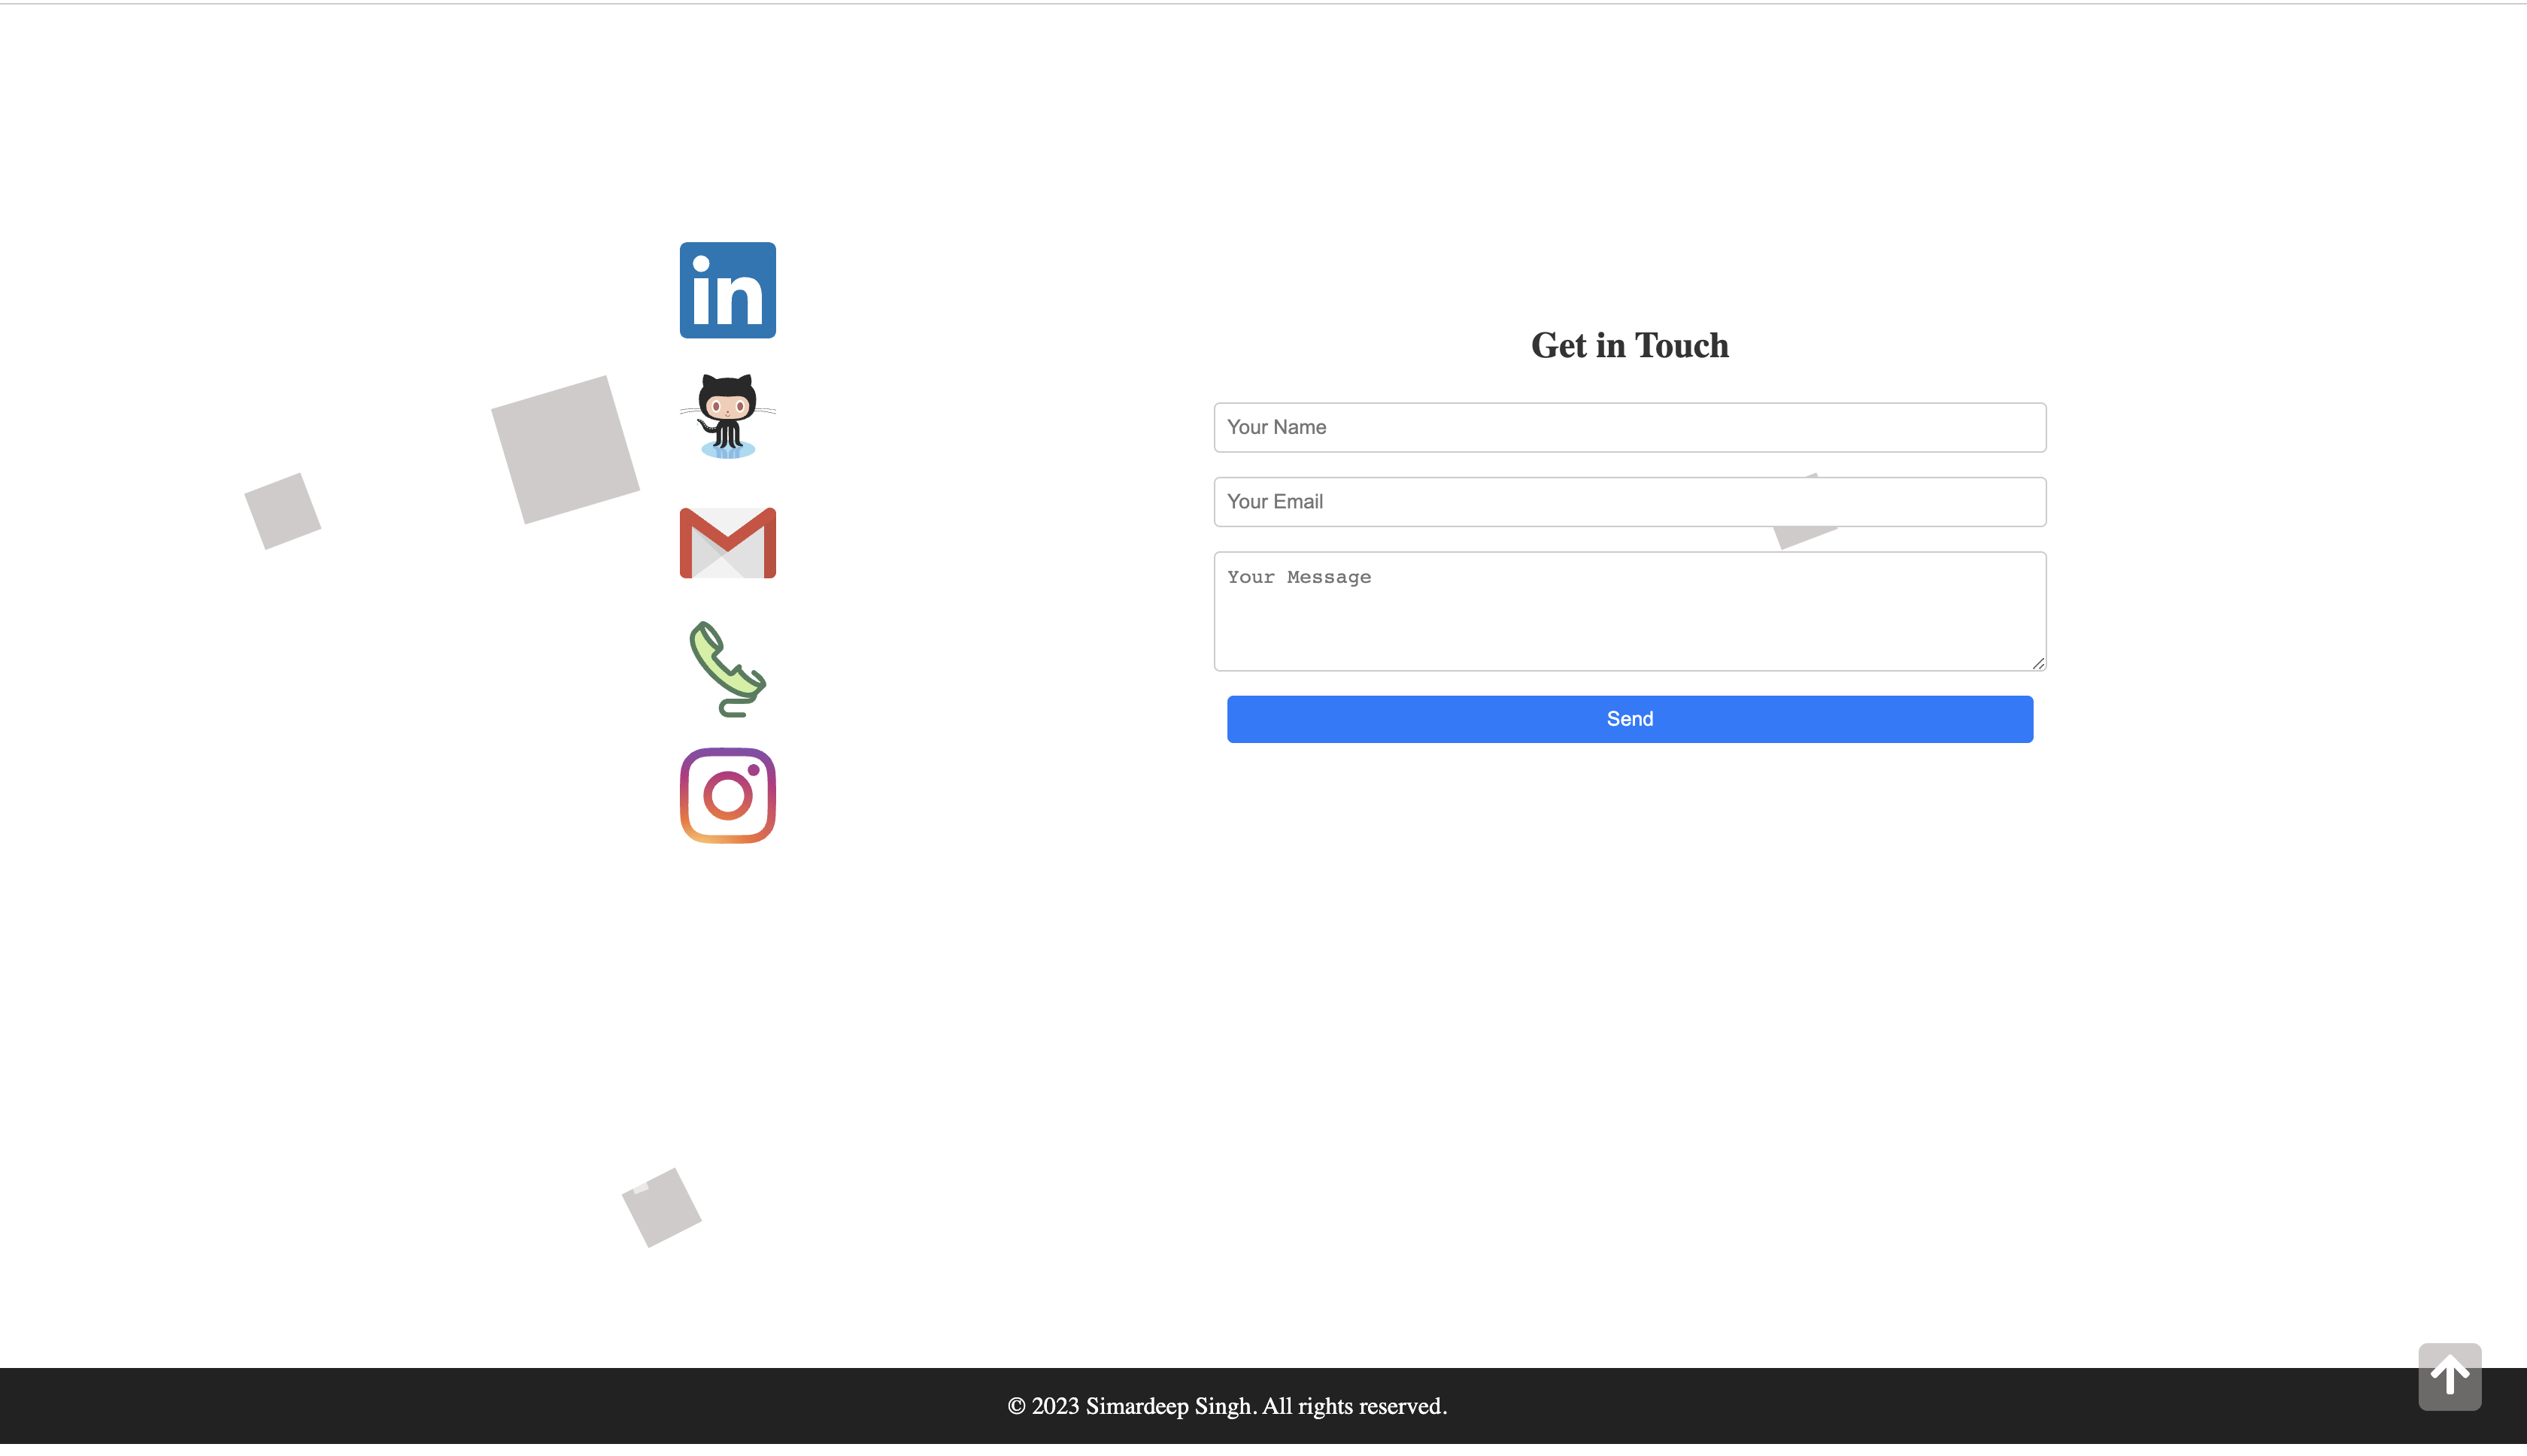 in
Get in Touch
Your Name
Your Email
Your Message
Send
© 2023 Simardeep Singh. All rights reserved.